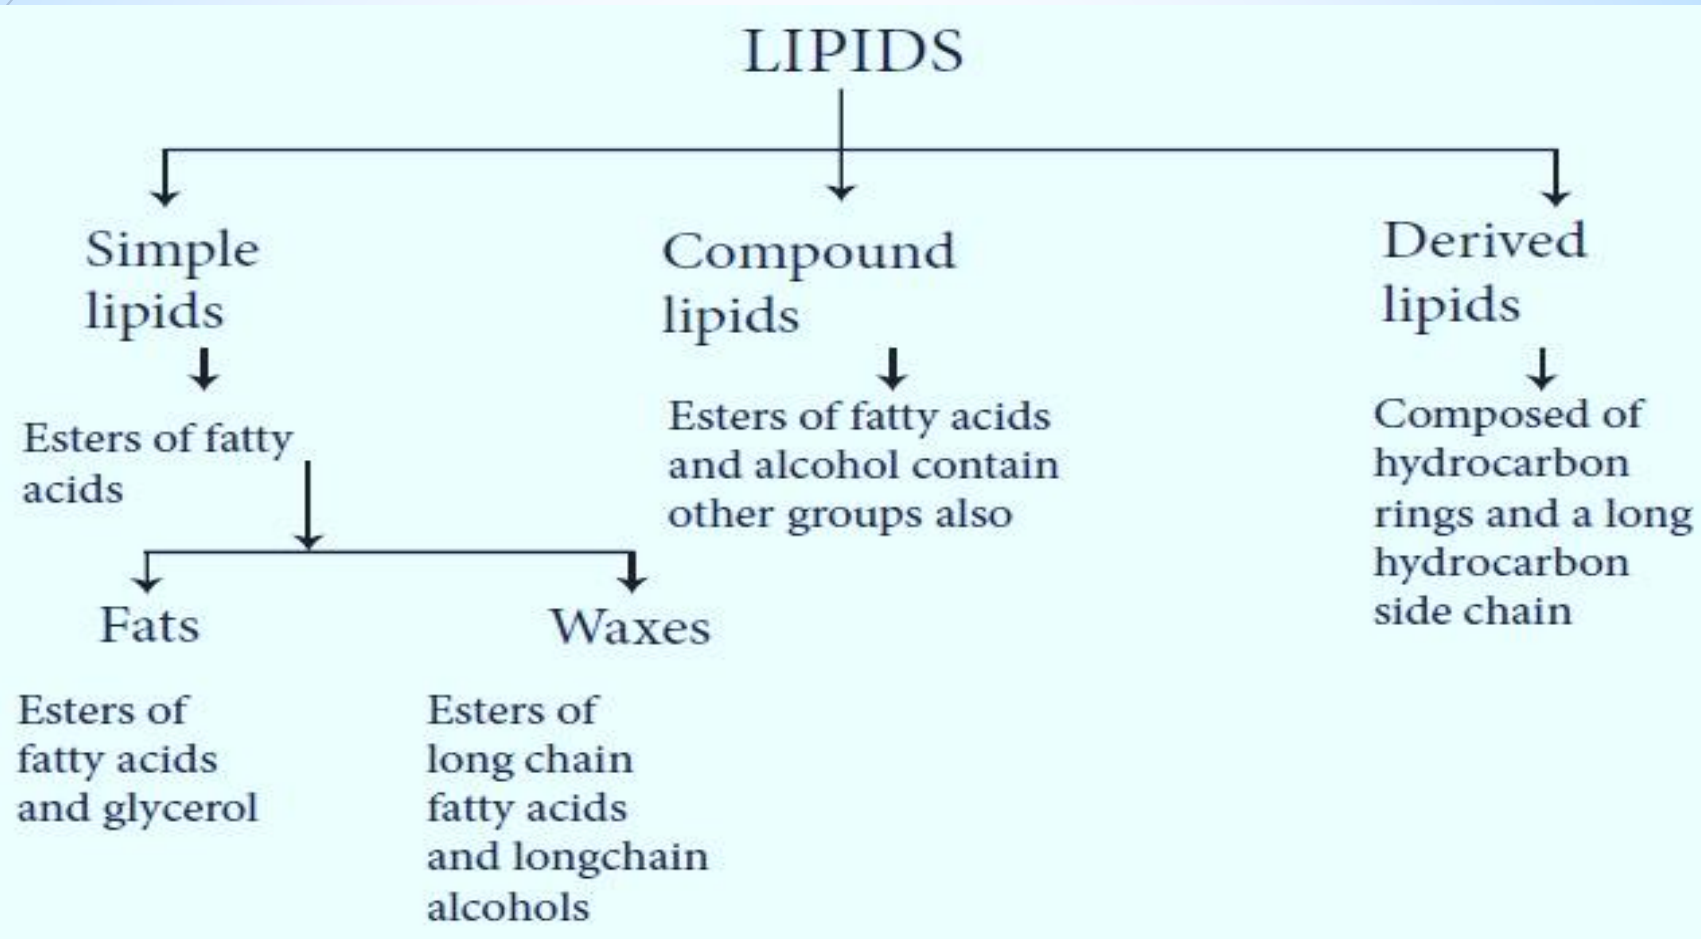 LIPIDS
Simple
lipids
Esters of fatty
acids
Fats
Esters of
fatty acids
and glycerol
Waxes
Esters of
long chain
fatty acids
and longchain
alcohols
Compound
lipids
Esters of fatty acids
and alcohol contain
other groups also
Derived
lipids
Composed of
hydrocarbon
rings and a long
hydrocarbon
side chain